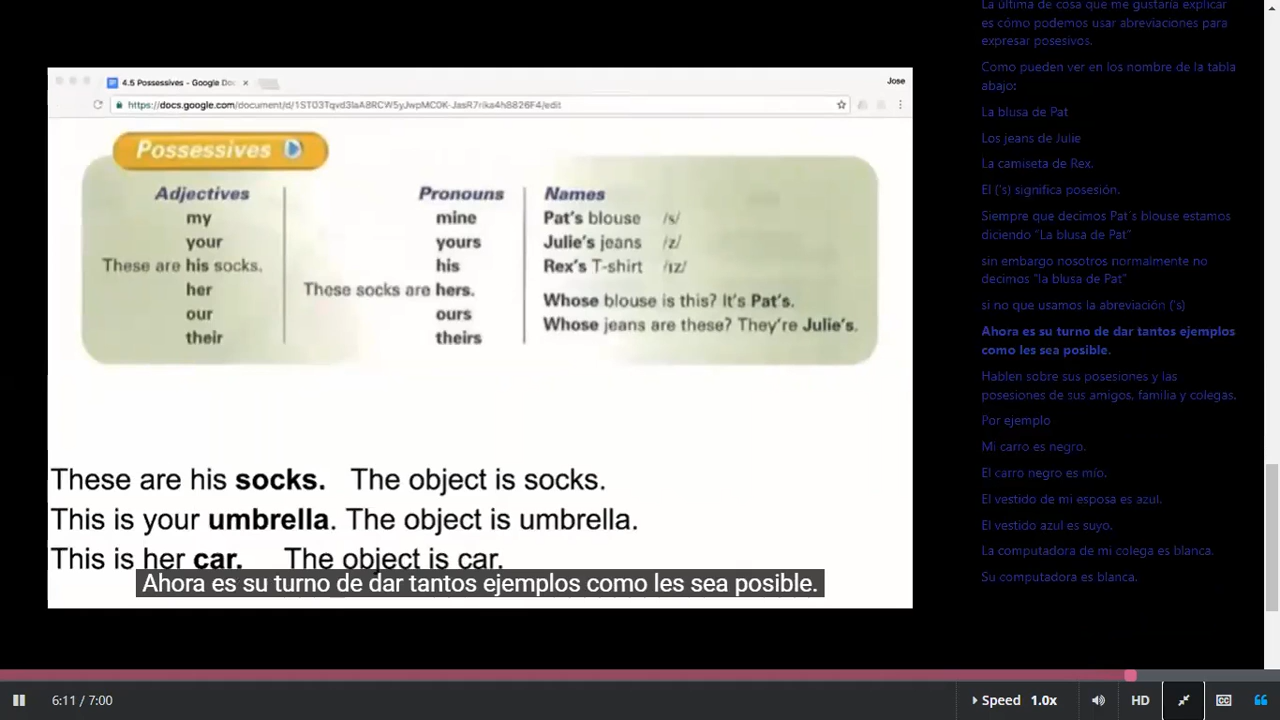 4.5 Possessives - Google Doc
Jose
https://docs.google.com/document/d/1ST03Tqvd3laA8RCW5yJwpMC0K-JasR7rika4h8826F4/edit
Possessives
Adjectives
my
your
These are his socks.
her
our
their
Pronouns
mine
yours
his
These socks are hers.
ours
theirs
Names
Pat's blouse /s/
Julie's jeans /z/
Rex's T-shirt /ɪz/
Whose blouse is this? It's Pat's.
Whose jeans are these? They're Julie's.
These are his socks. The object is socks.
This is your umbrella. The object is umbrella.
This is her car. The object is car.
Ahora es su turno de dar tantos ejemplos como les sea posible.
La última de cosa que me gustaría explicar
es cómo podemos usar abreviaciones para
expresar posesivos.
Como pueden ver en los nombre de la tabla
abajo:
La blusa de Pat
Los jeans de Julie
La camiseta de Rex.
El ('s) significa posesión.
Siempre que decimos Pat´s blouse estamos
diciendo “La blusa de Pat”
sin embargo nosotros normalmente no
decimos “la blusa de Pat”
si no que usamos la abreviación ('s)
Ahora es su turno de dar tantos ejemplos
como les sea posible.
Hablen sobre sus posesiones y las
posesiones de sus amigos, familia y colegas.
Por ejemplo
Mi carro es negro.
El carro negro es mío.
El vestido de mi esposa es azul.
El vestido azul es suyo.
La computadora de mi colega es blanca.
Su computadora es blanca.
6:11 / 7:00
Speed 1.0x
HD
CC